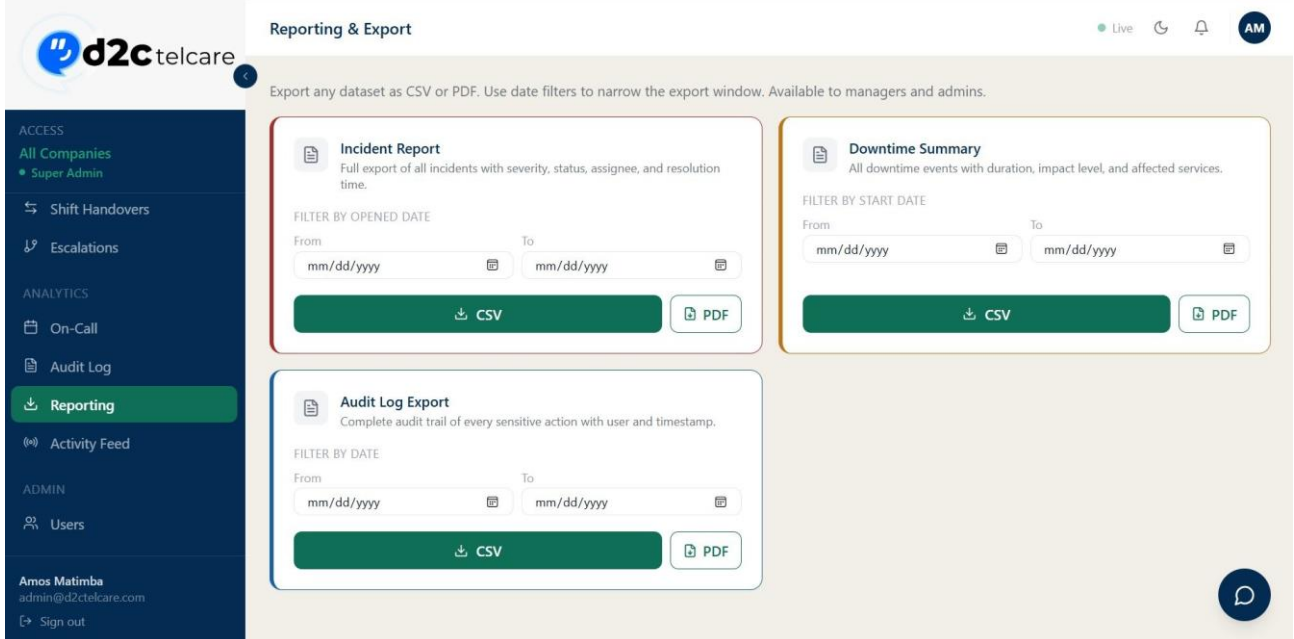 d2c telcare
ACCESS
All Companies
Super Admin
Shift Handovers
Escalations
ANALYTICS
On-Call
Audit Log
Reporting
Activity Feed
ADMIN
Users
Amos Matimba
admin@d2ctelcare.com
Sign out
Reporting & Export
Live
AM
Export any dataset as CSV or PDF. Use date filters to narrow the export window. Available to managers and admins.
Incident Report
Full export of all incidents with severity, status, assignee, and resolution
time.
FILTER BY OPENED DATE
From To
mm/dd/yyyy mm/dd/yyyy
CSV PDF
Downtime Summary
All downtime events with duration, impact level, and affected services.
FILTER BY START DATE
From To
mm/dd/yyyy mm/dd/yyyy
CSV PDF
Audit Log Export
Complete audit trail of every sensitive action with user and timestamp.
FILTER BY DATE
From To
mm/dd/yyyy mm/dd/yyyy
CSV PDF